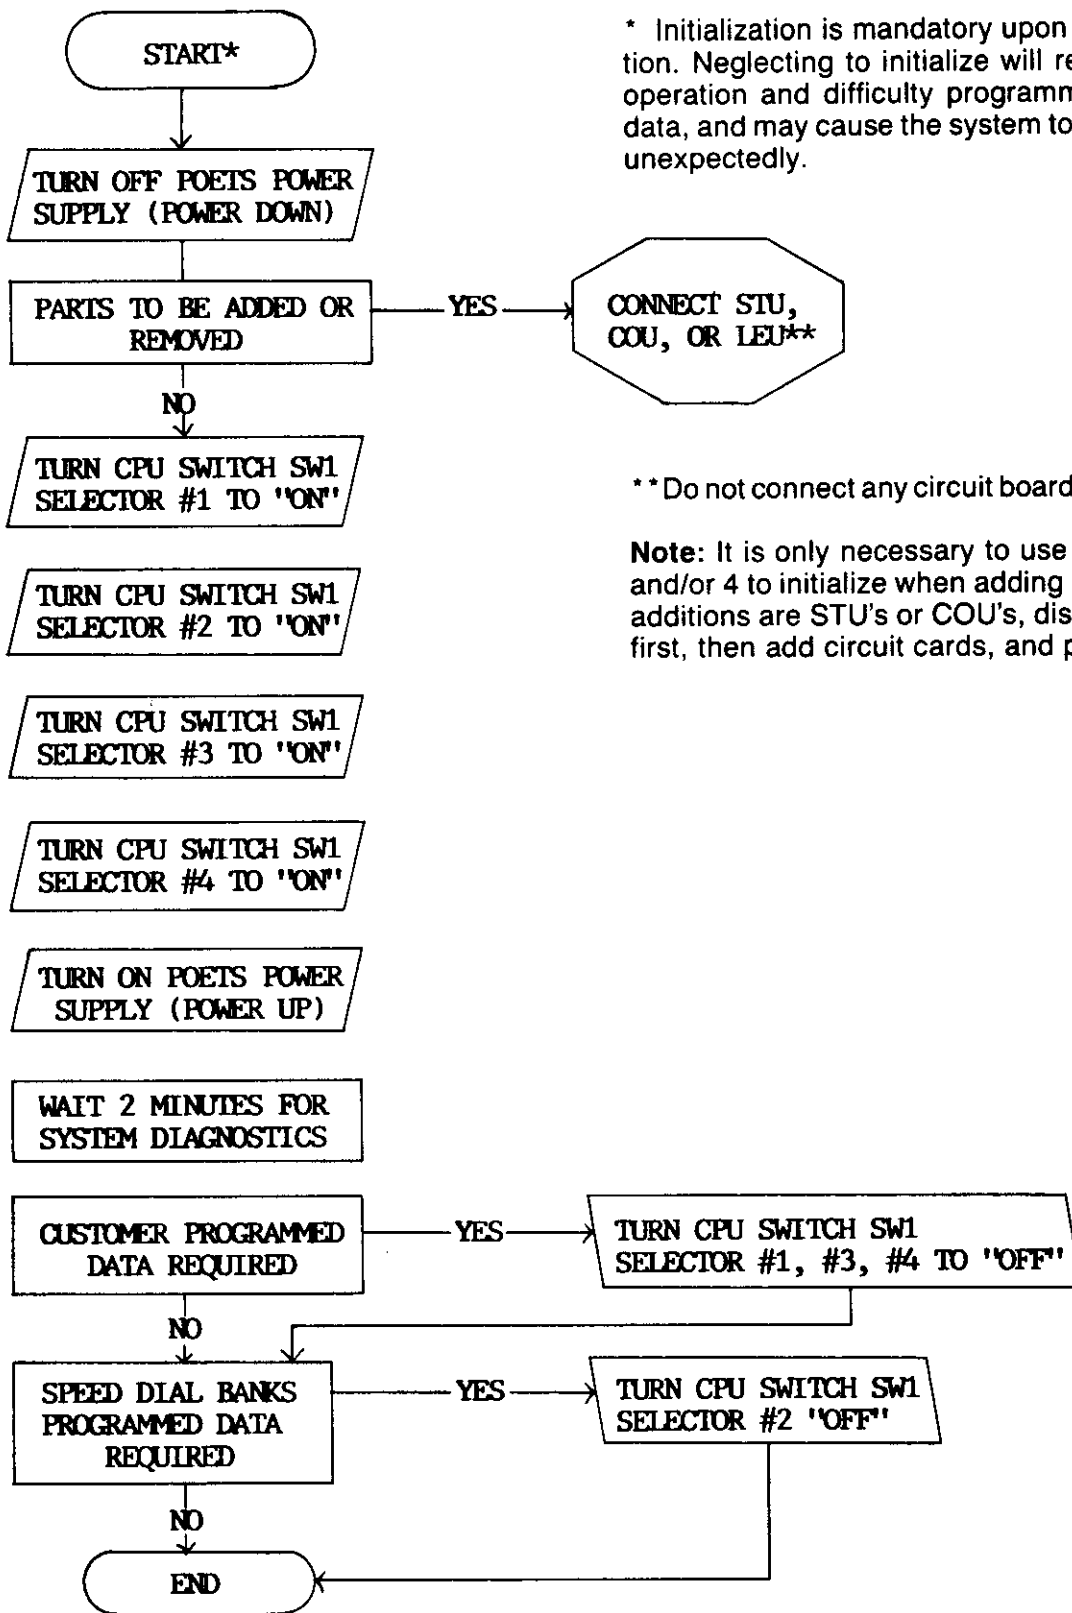 START*
* Initialization is mandatory upon
tion. Neglecting to initialize will re
operation and difficulty programm
data, and may cause the system to
unexpectedly.
TURN OFF POETS POWER
SUPPLY (POWER DOWN)
PARTS TO BE ADDED OR
REMOVED
YES
CONNECT STU,
COU, OR LEU**
NO
TURN CPU SWITCH SW1
SELECTOR #1 TO "ON"
**Do not connect any circuit board
Note: It is only necessary to use
and/or 4 to initialize when adding
additions are STU's or COU's, dis
first, then add circuit cards, and p
TURN CPU SWITCH SW1
SELECTOR #2 TO "ON"
TURN CPU SWITCH SW1
SELECTOR #3 TO "ON"
TURN CPU SWITCH SW1
SELECTOR #4 TO "ON"
TURN ON POETS POWER
SUPPLY (POWER UP)
WAIT 2 MINUTES FOR
SYSTEM DIAGNOSTICS
CUSTOMER PROGRAMMED
DATA REQUIRED
YES
TURN CPU SWITCH SW1
SELECTOR #1, #3, #4 TO "OFF"
NO
SPEED DIAL BANKS
PROGRAMMED DATA
REQUIRED
YES
TURN CPU SWITCH SW1
SELECTOR #2 "OFF"
NO
END